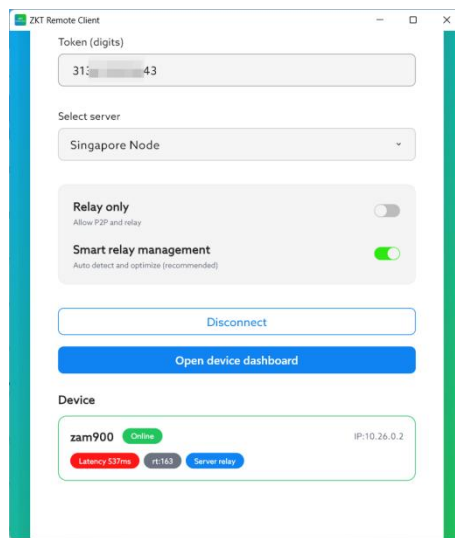 ZKT Remote Client
Token (digits)
313 43
Select server
Singapore Node
Relay only
Allow P2P and relay
Smart relay management
Auto detect and optimize (recommended)
Disconnect
Open device dashboard
Device
zam900 Online IP:10.26.0.2
Latency 537ms rt:163 Server relay